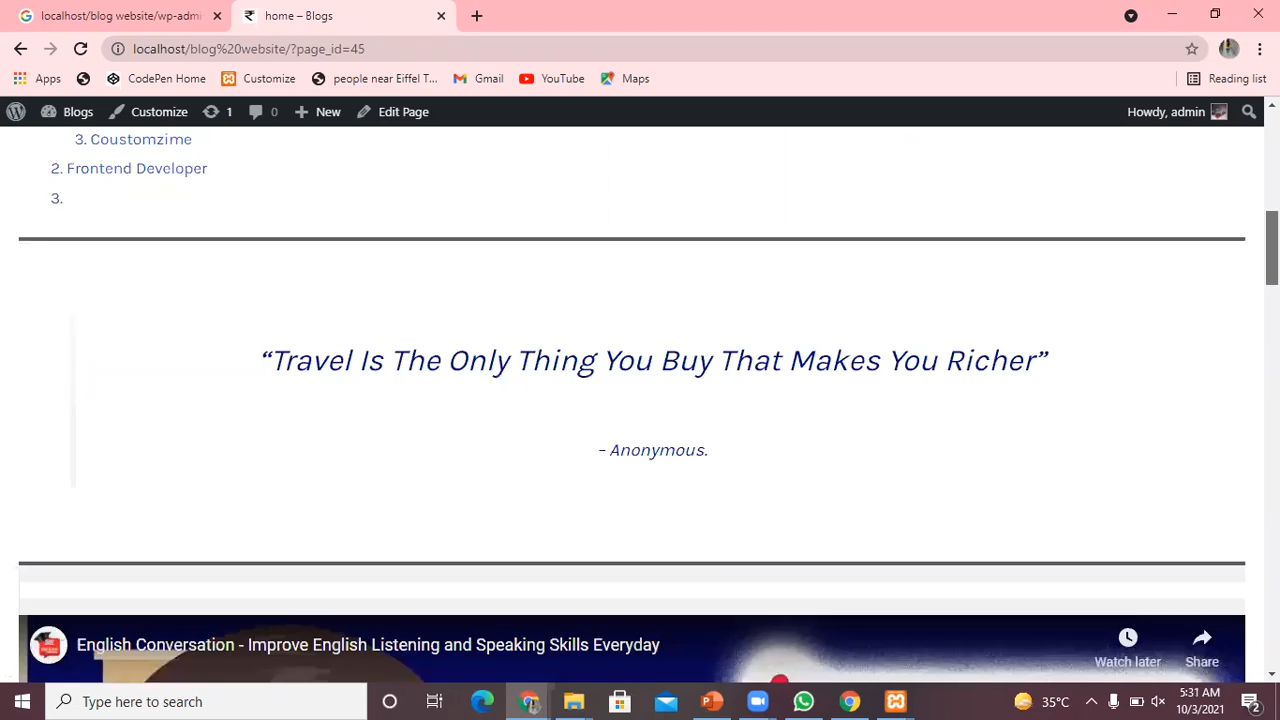 localhost/blog website/wp-admi
home – Blogs
localhost/blog%20website/?page_id=45
Apps
CodePen Home
Customize
people near Eiffel T...
Gmail
YouTube
Maps
Reading list
Blogs
Customize
1
0
New
Edit Page
Howdy, admin
3. Coustomzime
2. Frontend Developer
3.
“Travel Is The Only Thing You Buy That Makes You Richer”
– Anonymous.
English Conversation - Improve English Listening and Speaking Skills Everyday
Watch later
Share
Type here to search
35°C
5:31 AM
10/3/2021
2